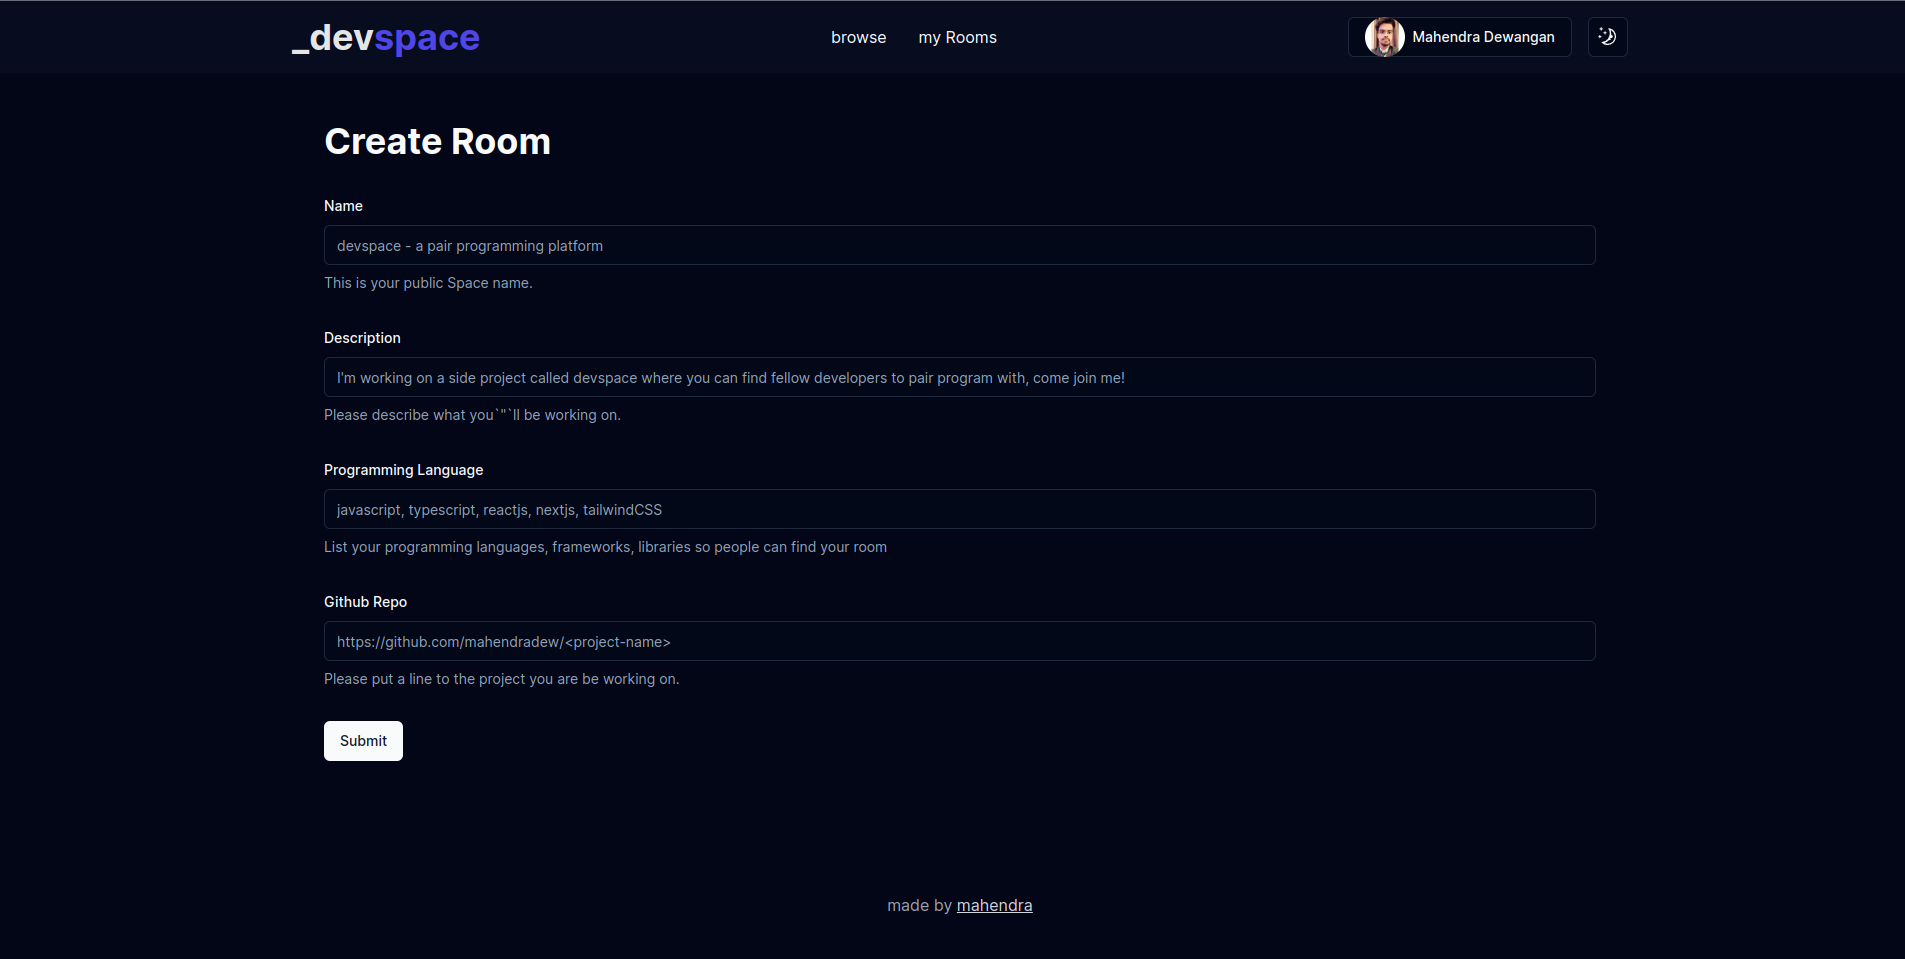 _devspace
browse
my Rooms
Mahendra Dewangan
Create Room
Name
devspace - a pair programming platform
This is your public Space name.
Description
I'm working on a side project called devspace where you can find fellow developers to pair program with, come join me!
Please describe what you`"`ll be working on.
Programming Language
javascript, typescript, reactjs, nextjs, tailwindCSS
List your programming languages, frameworks, libraries so people can find your room
Github Repo
https://github.com/mahendradew/<project-name>
Please put a line to the project you are be working on.
Submit
made by mahendra